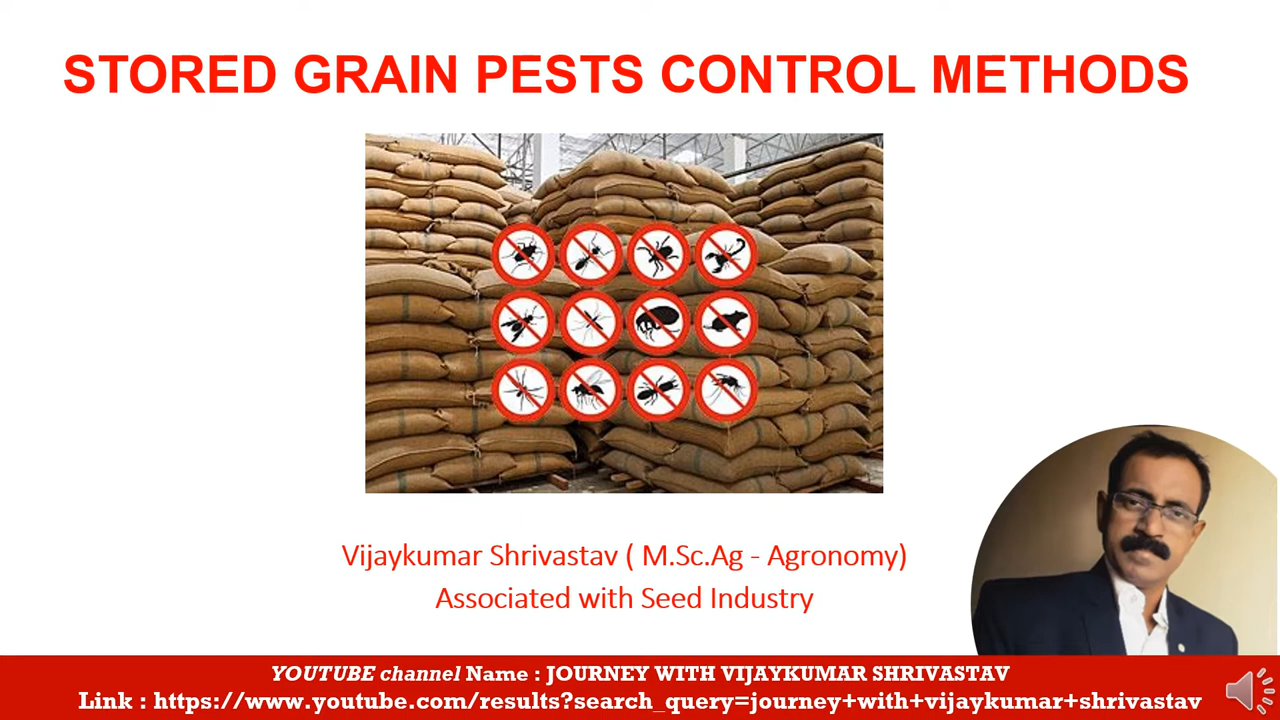 STORED GRAIN PESTS CONTROL METHODS
Vijaykumar Shrivastav ( M.Sc.Ag - Agronomy)
Associated with Seed Industry
YOUTUBE channel Name : JOURNEY WITH VIJAYKUMAR SHRIVASTAV
Link : https://www.youtube.com/results?search_query=journey+with+vijaykumar+shrivastav